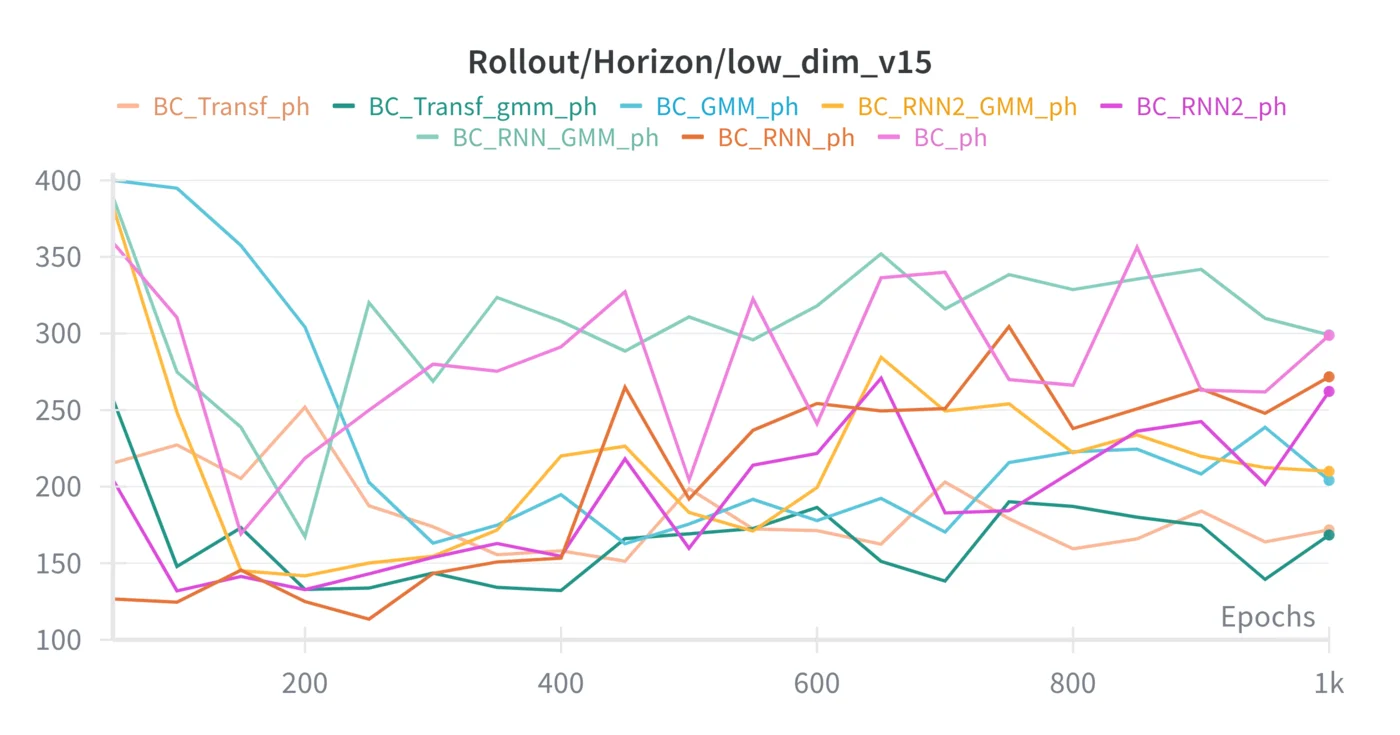 Rollout/Horizon/low_dim_v15
BC_Transf_ph BC_Transf_gmm_ph BC_GMM_ph BC_RNN2_GMM_ph BC_RNN2_ph
BC_RNN_GMM_ph BC_RNN_ph BC_ph
400
350
300
250
200
150
100
Epochs
200 400 600 800 1k